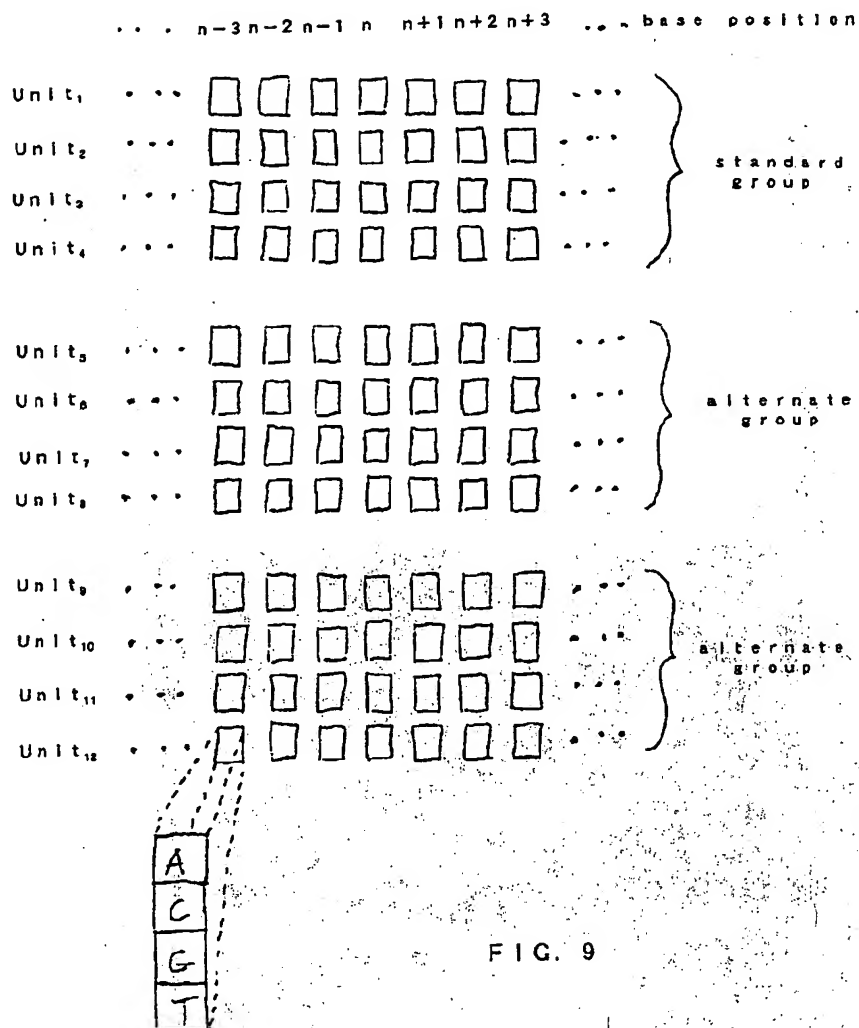 ... n-3 n-2 n-1 n n+1 n+2 n+3 ... base position
Unit₁ ... ...
Unit₂ ... ...
standard
group
Unit₃ ... ...
Unit₄ ... ...
Unit₅ ... ...
Unit₆ ... ...
alternate
group
Unit₇ ... ...
Unit₈ ... ...
Unit₉ ... ...
Unit₁₀ ... ...
alternate
group
Unit₁₁ ... ...
Unit₁₂ ... ...
A
C
G
T
FIG. 9